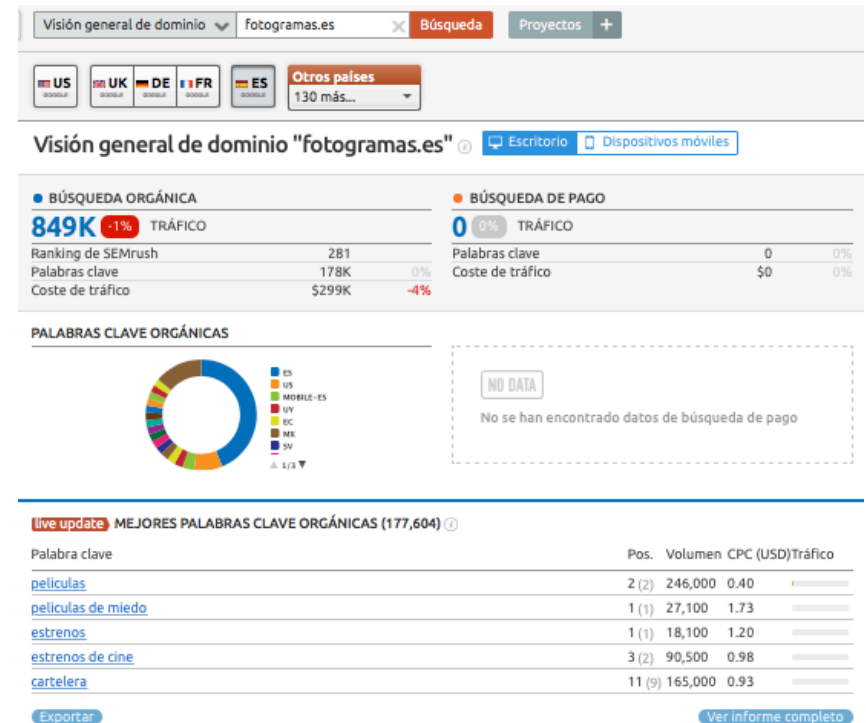 Visión general de dominio fotogramas.es Búsqueda Proyectos +
US UK DE FR ES
GOOGLE GOOGLE GOOGLE GOOGLE GOOGLE
Otros países
130 más...
Visión general de dominio "fotogramas.es" i Escritorio Dispositivos móviles
BÚSQUEDA ORGÁNICA
849K -1% TRÁFICO
Ranking de SEMrush 281
Palabras clave 178K 0%
Coste de tráfico $299K -4%
BÚSQUEDA DE PAGO
0 0% TRÁFICO
Palabras clave 0 0%
Coste de tráfico $0 0%
PALABRAS CLAVE ORGÁNICAS
ES
US
MOBILE-ES
UY
EC
MX
SV
1/3
NO DATA
No se han encontrado datos de búsqueda de pago
live update MEJORES PALABRAS CLAVE ORGÁNICAS (177,604) i
Palabra clave Pos. Volumen CPC (USD) Tráfico
peliculas 2 (2) 246,000 0.40
peliculas de miedo 1 (1) 27,100 1.73
estrenos 1 (1) 18,100 1.20
estrenos de cine 3 (2) 90,500 0.98
cartelera 11 (9) 165,000 0.93
Exportar Ver informe completo